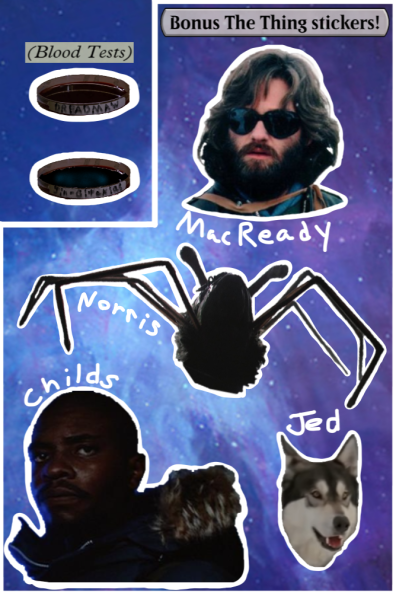 Bonus The Thing stickers!
(Blood Tests)
MacReady
Norris
Childs
Jed